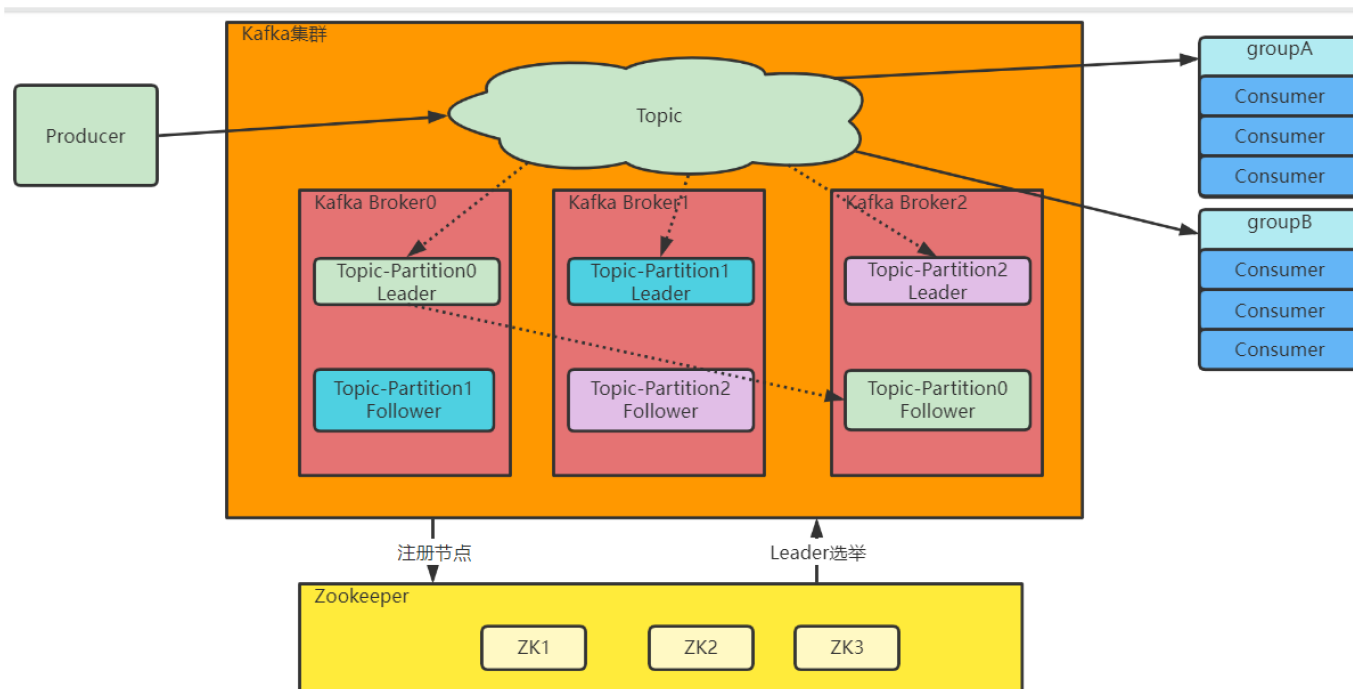 Kafka集群
groupA
Consumer
Consumer
Consumer
Producer
Topic
groupB
Consumer
Consumer
Consumer
Kafka Broker0
Topic-Partition0
Leader
Topic-Partition1
Follower
Kafka Broker1
Topic-Partition1
Leader
Topic-Partition2
Follower
Kafka Broker2
Topic-Partition2
Leader
Topic-Partition0
Follower
注册节点
Leader选举
Zookeeper
ZK1
ZK2
ZK3